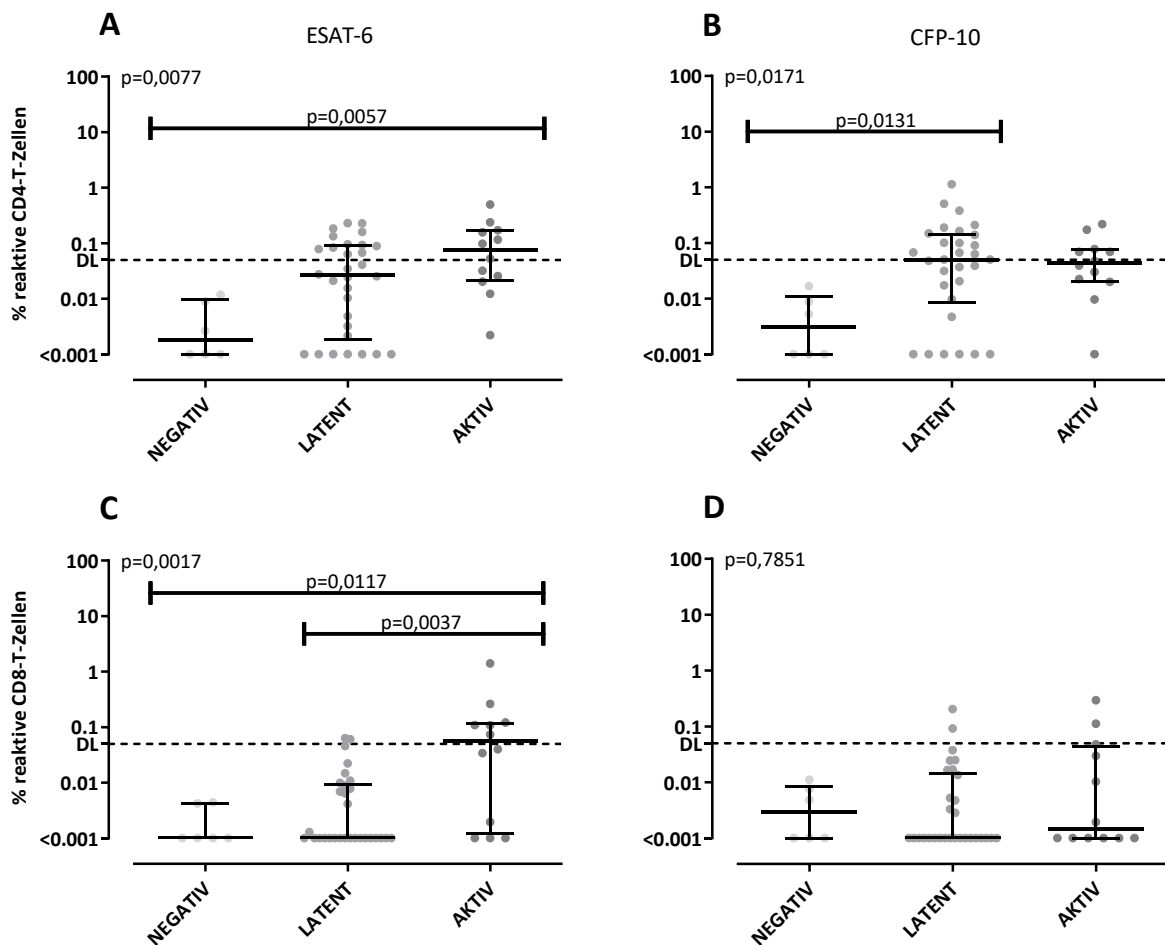 A
ESAT-6
% reaktive CD4-T-Zellen
100
10
1
0.1
DL
0.01
<0.001
p=0,0077
p=0,0057
NEGATIV
LATENT
AKTIV
B
CFP-10
100
10
1
0.1
DL
0.01
<0.001
p=0,0171
p=0,0131
NEGATIV
LATENT
AKTIV
C
% reaktive CD8-T-Zellen
100
10
1
0.1
DL
0.01
<0.001
p=0,0017
p=0,0117
p=0,0037
NEGATIV
LATENT
AKTIV
D
100
10
1
0.1
DL
0.01
<0.001
p=0,7851
NEGATIV
LATENT
AKTIV